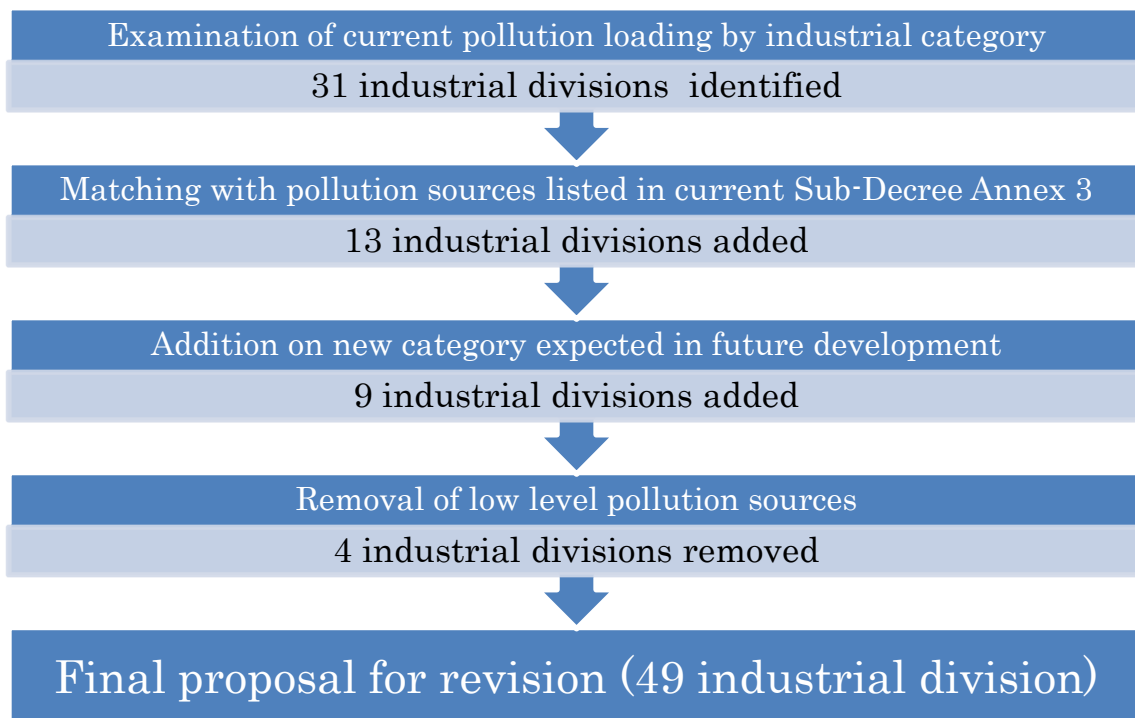 Examination of current pollution loading by industrial category
31 industrial divisions identified
Matching with pollution sources listed in current Sub-Decree Annex 3
13 industrial divisions added
Addition on new category expected in future development
9 industrial divisions added
Removal of low level pollution sources
4 industrial divisions removed
Final proposal for revision (49 industrial division)